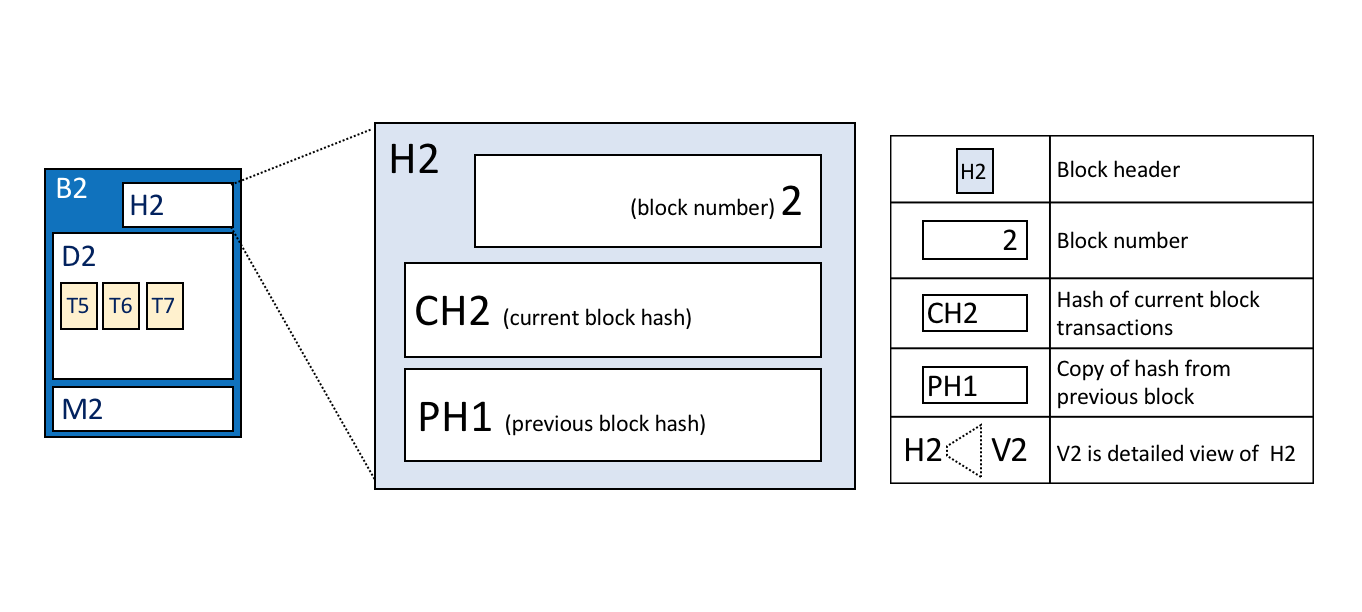 B2
H2
D2
T5 T6 T7
M2
H2
(block number) 2
CH2 (current block hash)
PH1 (previous block hash)
H2 Block header
2 Block number
CH2 Hash of current block
transactions
PH1 Copy of hash from
previous block
H2 V2 V2 is detailed view of H2